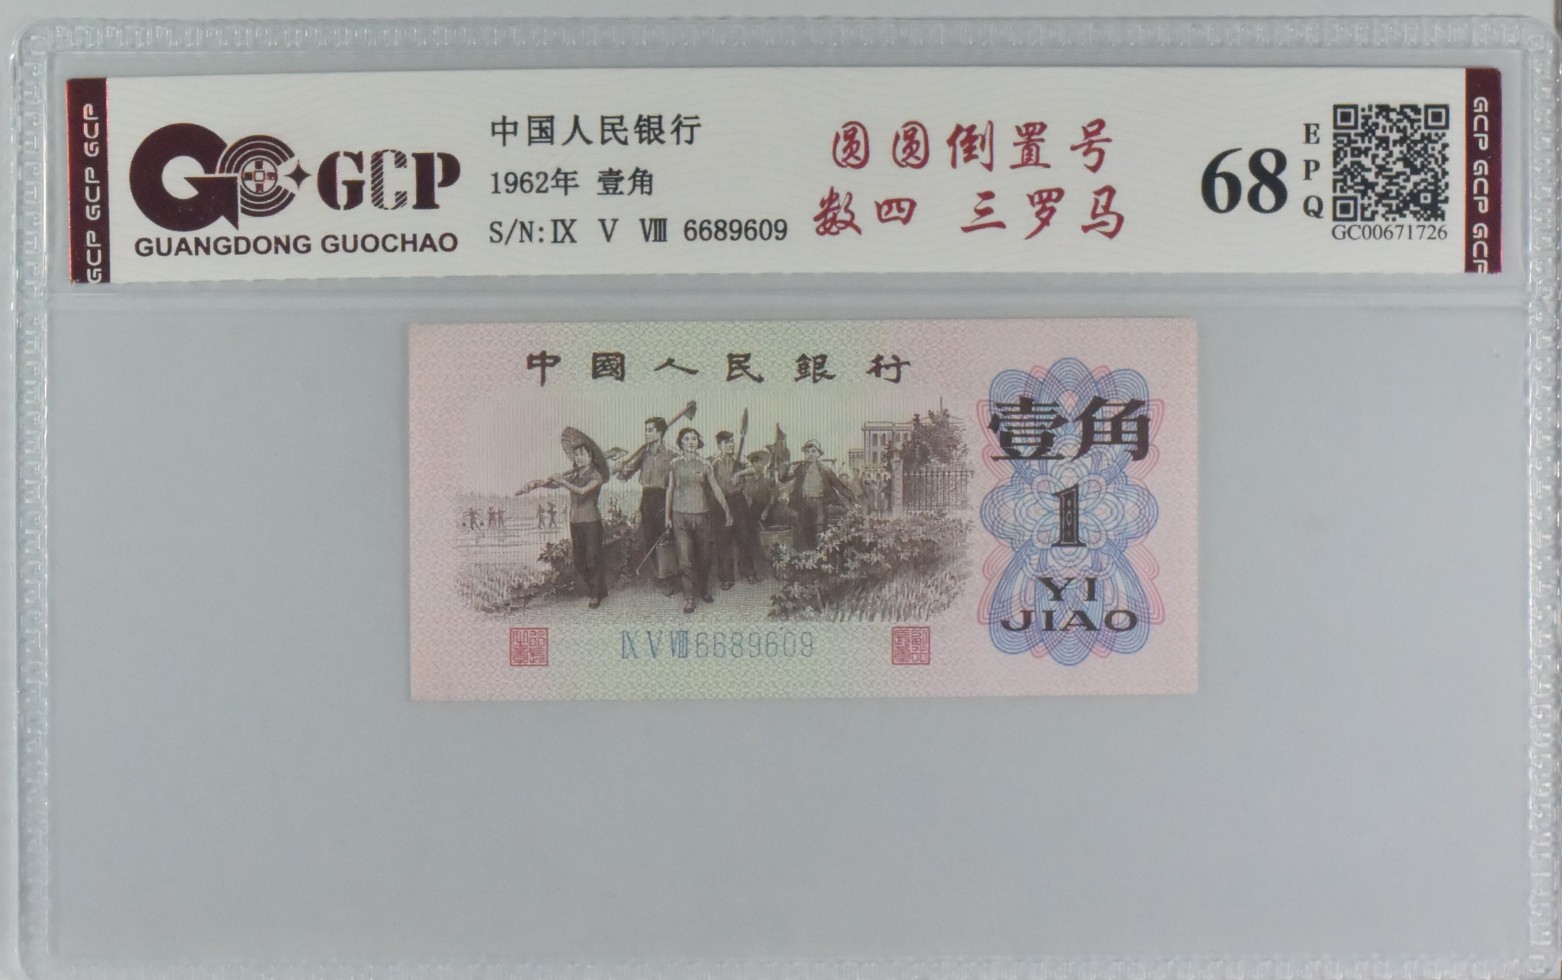 GCP
GUANGDONG GUOCHAO
中国人民银行
1962年 壹角
S/N:Ⅸ Ⅴ Ⅷ 6689609
圆圆倒置号
数四 三罗马
68
EPQ
GC00671726
GCP GCP GCP
GCP GCP GCP
中國人民銀行
壹角
1
YI
JIAO
ⅨⅤⅧ6689609